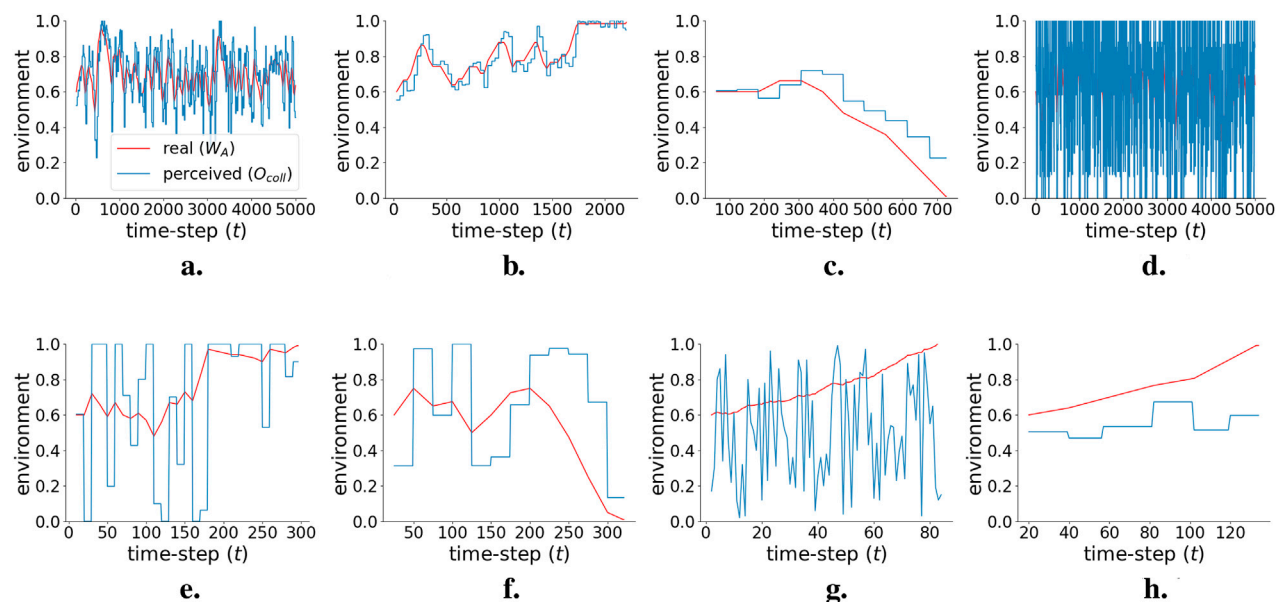 1.0
0.8
0.6
0.4
0.2
0.0
environment
real (W_A)
perceived (O_coll)
0 1000 2000 3000 4000 5000
time-step (t)
a.
1.0
0.8
0.6
0.4
0.2
0.0
environment
0 500 1000 1500 2000
time-step (t)
b.
1.0
0.8
0.6
0.4
0.2
0.0
environment
100 200 300 400 500 600 700
time-step (t)
c.
1.0
0.8
0.6
0.4
0.2
0.0
environment
0 1000 2000 3000 4000 5000
time-step (t)
d.
1.0
0.8
0.6
0.4
0.2
0.0
environment
0 50 100 150 200 250 300
time-step (t)
e.
1.0
0.8
0.6
0.4
0.2
0.0
environment
50 100 150 200 250 300
time-step (t)
f.
1.0
0.8
0.6
0.4
0.2
0.0
environment
0 20 40 60 80
time-step (t)
g.
1.0
0.8
0.6
0.4
0.2
0.0
environment
20 40 60 80 100 120
time-step (t)
h.